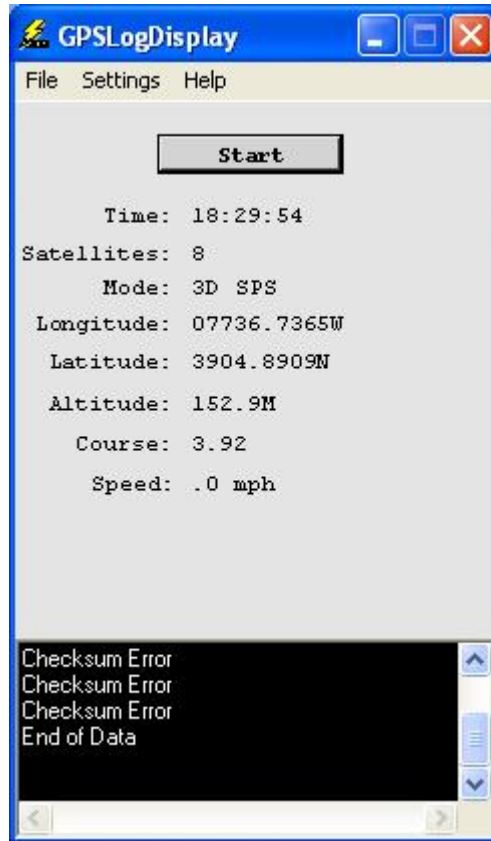 GPSLogDisplay
File Settings Help
Start
Time: 18:29:54
Satellites: 8
Mode: 3D SPS
Longitude: 07736.7365W
Latitude: 3904.8909N
Altitude: 152.9M
Course: 3.92
Speed: .0 mph
Checksum Error
Checksum Error
Checksum Error
End of Data